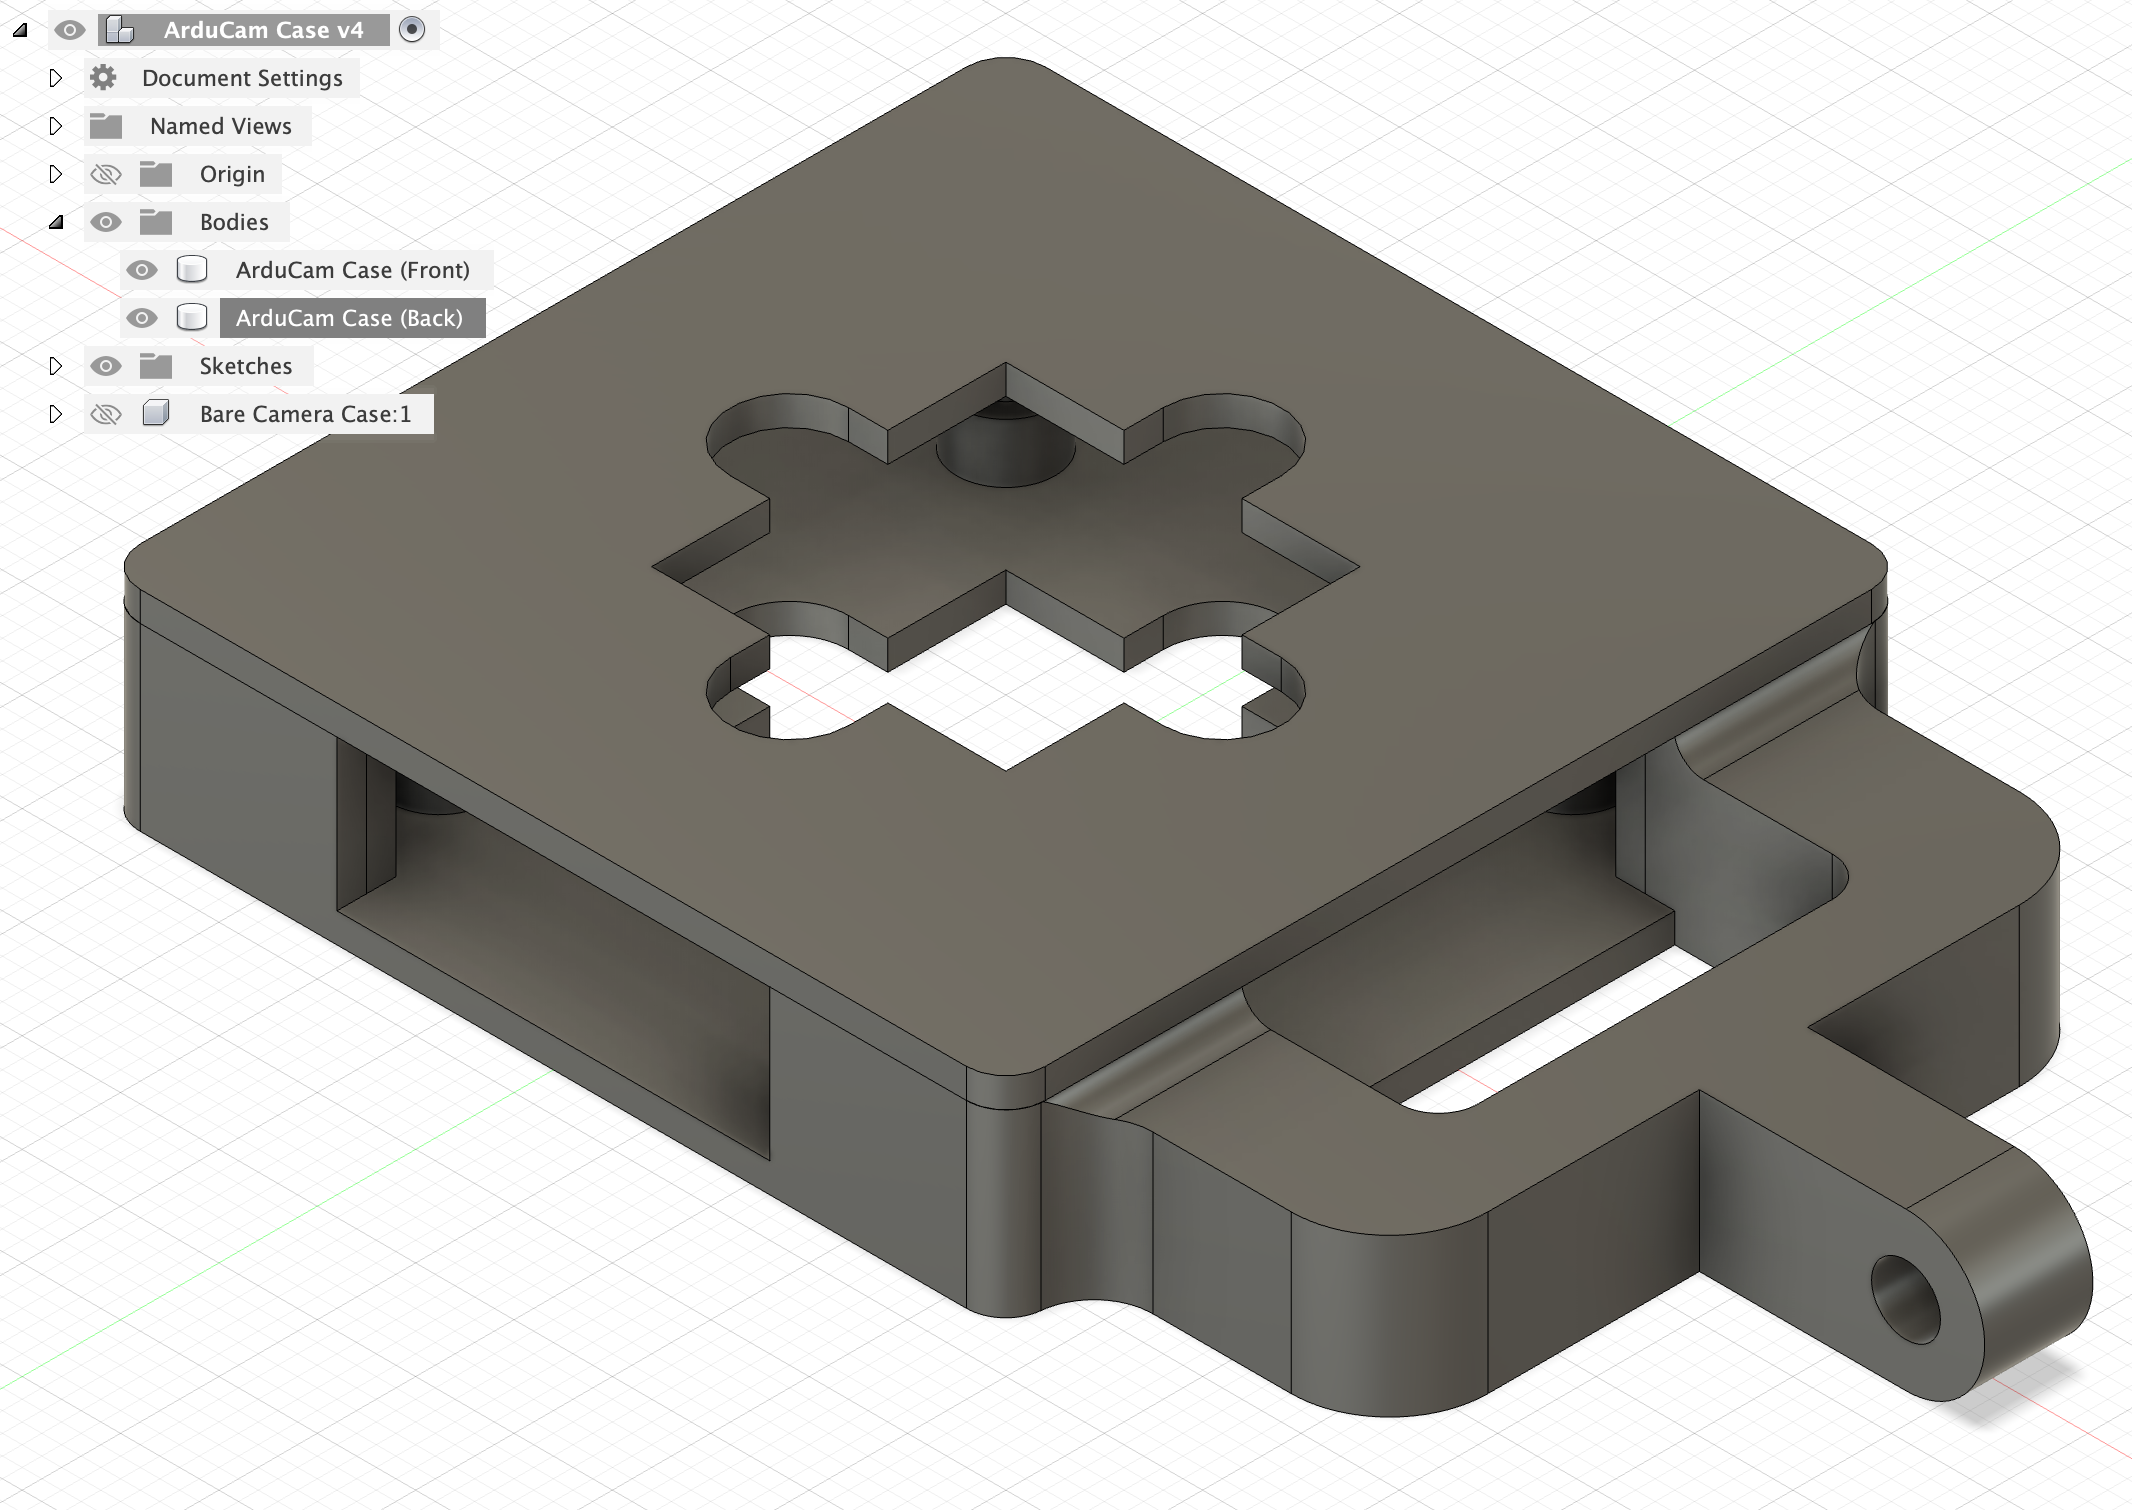 ArduCam Case v4
Document Settings
Named Views
Origin
Bodies
ArduCam Case (Front)
ArduCam Case (Back)
Sketches
Bare Camera Case:1